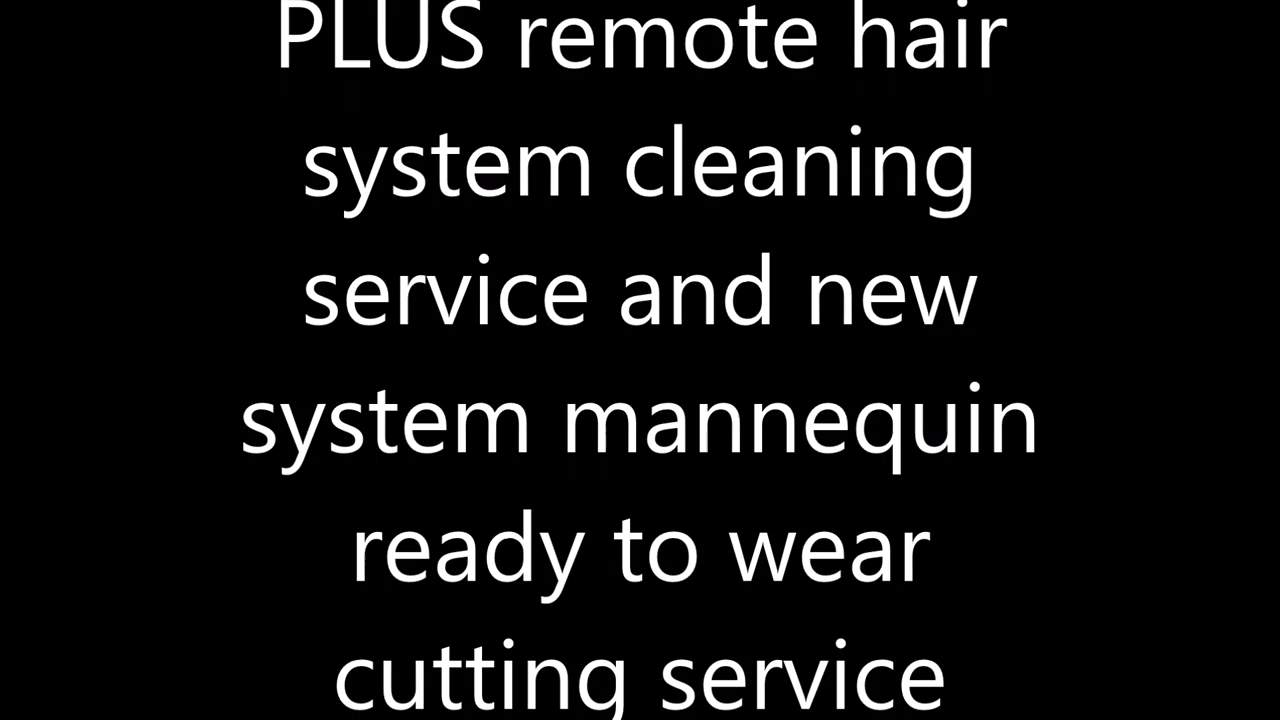 PLUS remote hair
system cleaning
service and new
system mannequin
ready to wear
cutting service